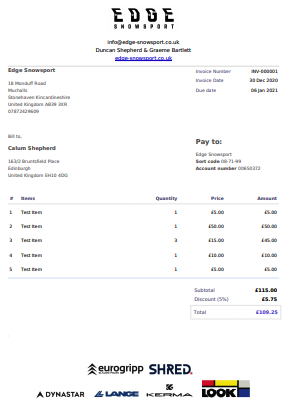 EDGE
SNOWSPORT
info@edge-snowsport.co.uk
Duncan Shepherd & Graeme Bartlett
edge-snowsport.co.uk
Edge Snowsport
18 Monduff Road
Muchalls
Stonehaven Kincardineshire
United Kingdom AB39 3XR
07872429609
Invoice Number INV-000001
Invoice Date 30 Dec 2020
Due date 06 Jan 2021
Bill to,
Calum Shepherd
163/2 Bruntsfield Place
Edinburgh
United Kingdom EH10 4DG
Pay to:
Edge Snowsport
Sort code 08-71-99
Account number 00650372
# Items Quantity Price Amount
1 Test Item 1 £5.00 £5.00
2 Test Item 1 £50.00 £50.00
3 Test Item 3 £15.00 £45.00
4 Test Item 1 £10.00 £10.00
5 Test Item 1 £5.00 £5.00
Subtotal £115.00
Discount (5%) £5.75
Total £109.25
eurogripp SHRED.
DYNASTAR LANGE KERMA LOOK